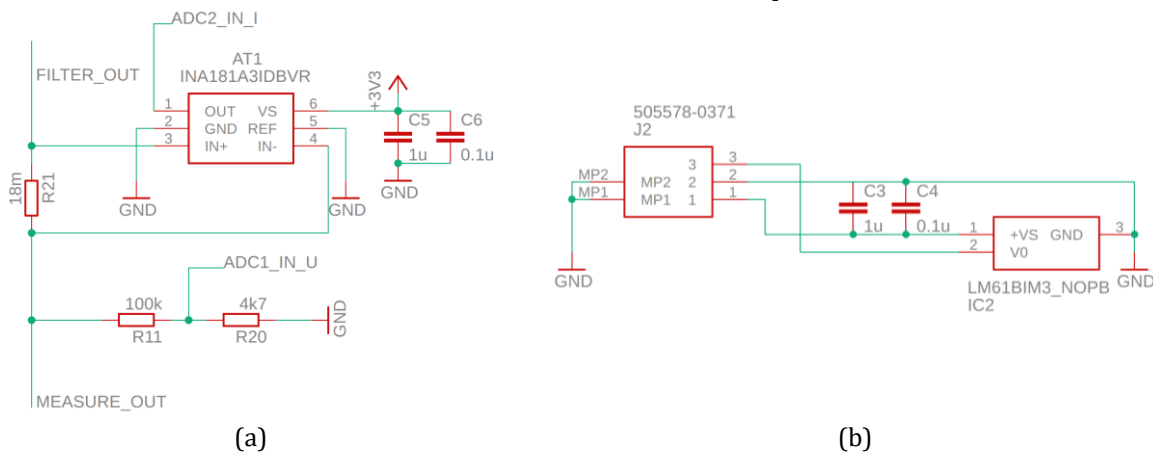 ADC2_IN_I
AT1
INA181A3IDBVR
FILTER_OUT
1 OUT VS 6
2 GND REF 5
3 IN+ IN- 4
+3V3
C5
C6
1u
0.1u
GND
GND
GND
18m
R21
ADC1_IN_U
100k
R11
4k7
R20
GND
MEASURE_OUT
(a)
505578-0371
J2
3
MP2 MP2 2
MP1 MP1 1
GND
C3
C4
1u
0.1u
1 +VS GND 3
2 V0
GND
LM61BIM3_NOPB
IC2
(b)